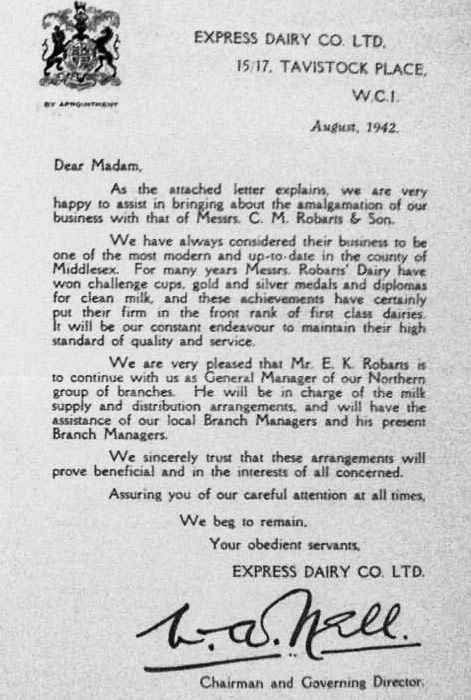 BY APPOINTMENT
EXPRESS DAIRY CO. LTD,
15/17, TAVISTOCK PLACE,
W.C.1.
August, 1942.
Dear Madam,
As the attached letter explains, we are very
happy to assist in bringing about the amalgamation of our
business with that of Messrs. C. M. Robarts & Son.
We have always considered their business to be
one of the most modern and up-to-date in the county of
Middlesex. For many years Messrs. Robarts' Dairy have
won challenge cups, gold and silver medals and diplomas
for clean milk, and these achievements have certainly
put their firm in the front rank of first class dairies.
It will be our constant endeavour to maintain their high
standard of quality and service.
We are very pleased that Mr. E. K. Robarts is
to continue with us as General Manager of our Northern
group of branches. He will be in charge of the milk
supply and distribution arrangements, and will have the
assistance of our local Branch Managers and his present
Branch Managers.
We sincerely trust that these arrangements will
prove beneficial and in the interests of all concerned.
Assuring you of our careful attention at all times,
We beg to remain,
Your obedient servants,
EXPRESS DAIRY CO. LTD.
W. A. Nell.
Chairman and Governing Director.